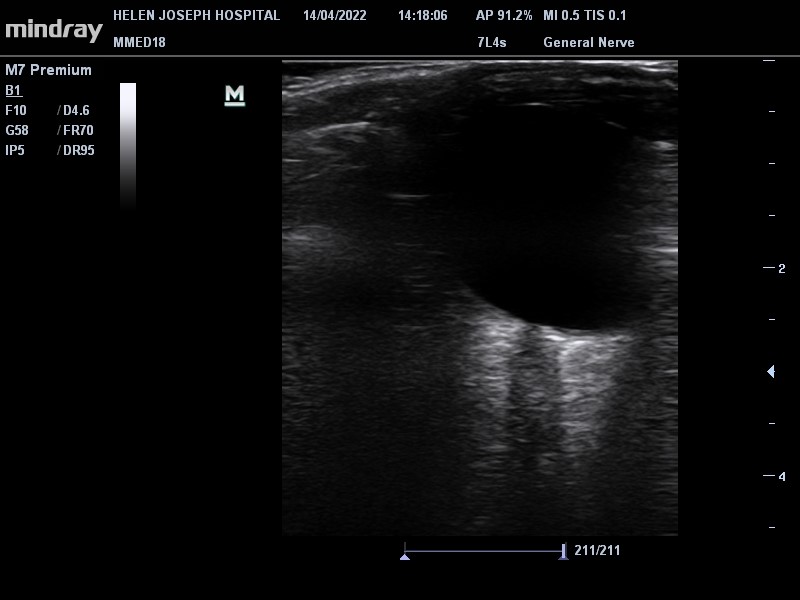 mindray
HELEN JOSEPH HOSPITAL 14/04/2022 14:18:06 AP 91.2% MI 0.5 TIS 0.1
MMED18 7L4s General Nerve
M7 Premium
B1
F10 / D4.6
G58 / FR70
IP5 / DR95
M
2
4
211/211